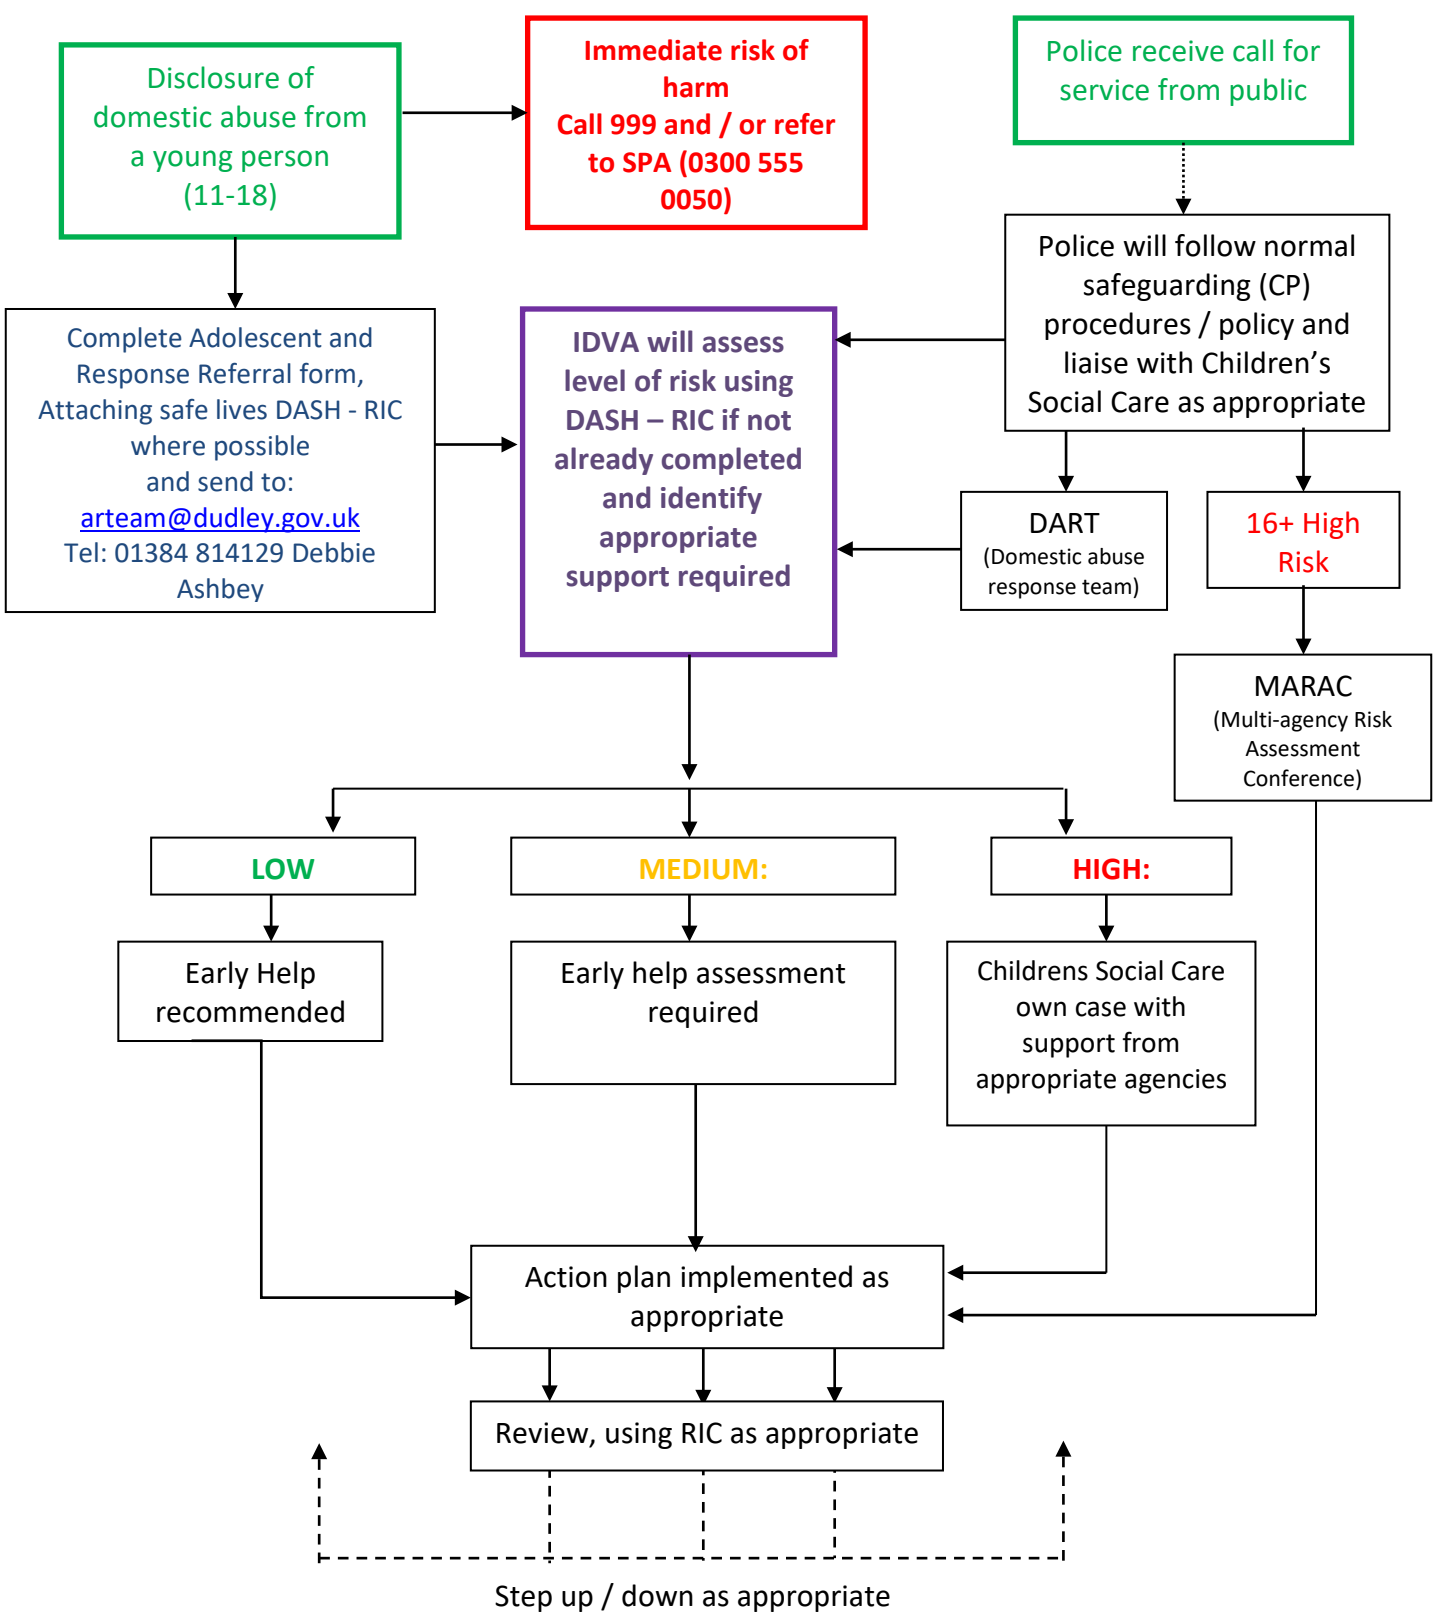 Disclosure of
domestic abuse from
a young person
(11-18)
Immediate risk of
harm
Call 999 and / or refer
to SPA (0300 555
0050)
Police receive call for
service from public
Police will follow normal
safeguarding (CP)
procedures / policy and
liaise with Children’s
Social Care as appropriate
Complete Adolescent and
Response Referral form,
Attaching safe lives DASH - RIC
where possible
and send to:
arteam@dudley.gov.uk
Tel: 01384 814129 Debbie
Ashbey
IDVA will assess
level of risk using
DASH – RIC if not
already completed
and identify
appropriate
support required
DART
(Domestic abuse
response team)
16+ High
Risk
MARAC
(Multi-agency Risk
Assessment
Conference)
LOW
MEDIUM:
HIGH:
Early Help
recommended
Early help assessment
required
Childrens Social Care
own case with
support from
appropriate agencies
Action plan implemented as
appropriate
Review, using RIC as appropriate
Step up / down as appropriate